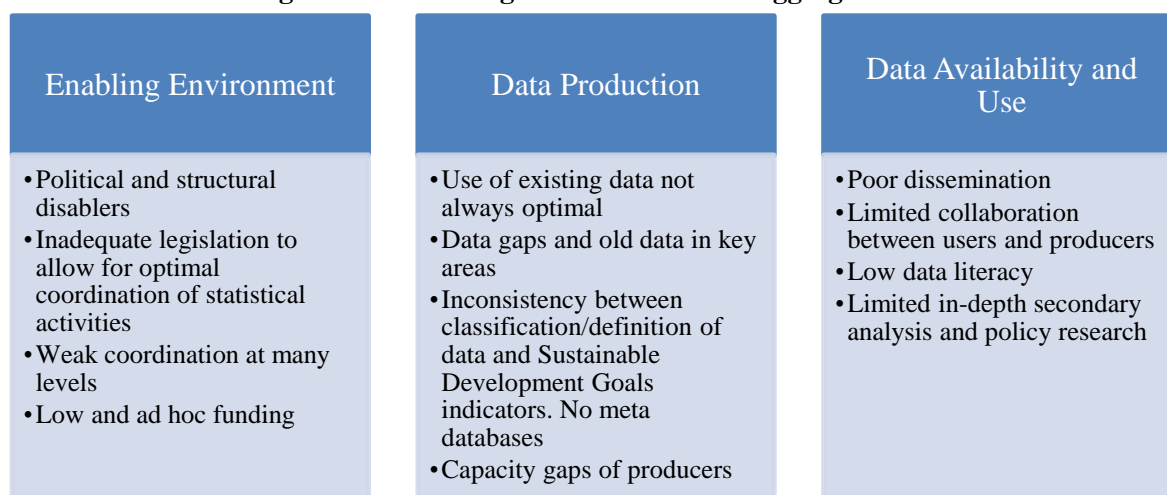 Enabling Environment
•Political and structural
disablers
•Inadequate legislation to
allow for optimal
coordination of statistical
activities
•Weak coordination at many
levels
•Low and ad hoc funding
Data Production
•Use of existing data not
always optimal
•Data gaps and old data in key
areas
•Inconsistency between
classification/definition of
data and Sustainable
Development Goals
indicators. No meta
databases
•Capacity gaps of producers
Data Availability and
Use
•Poor dissemination
•Limited collaboration
between users and producers
•Low data literacy
•Limited in-depth secondary
analysis and policy research